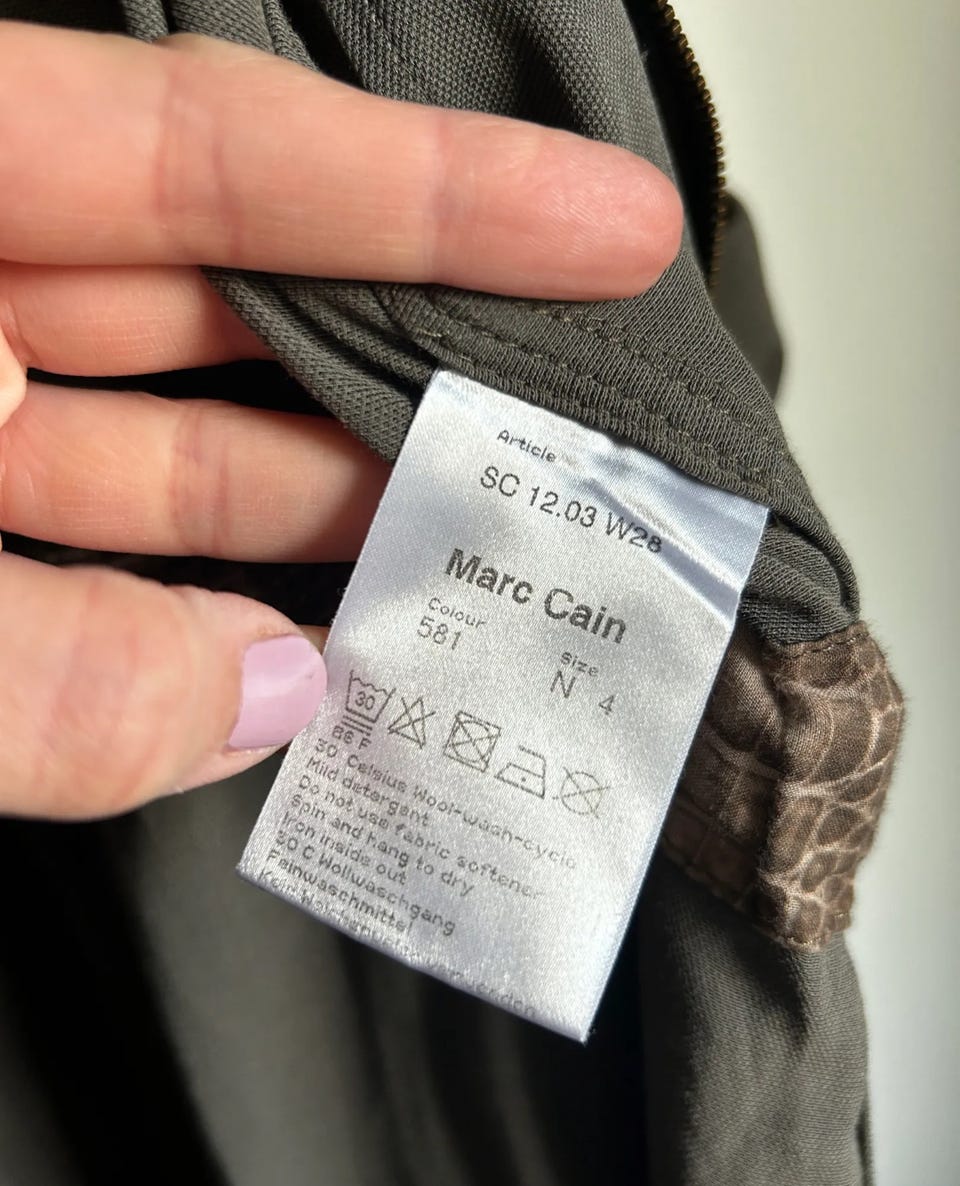 Article
SC 12.03 W28
Marc Cain
Colour
581
Size
N 4
30
86 F
30 Celsius Wool-wash-cycle
Mild detergent
Do not use fabric softener
Spin and hang to dry
Iron inside out
30 C Wollwaschgang
Feinwaschmittel